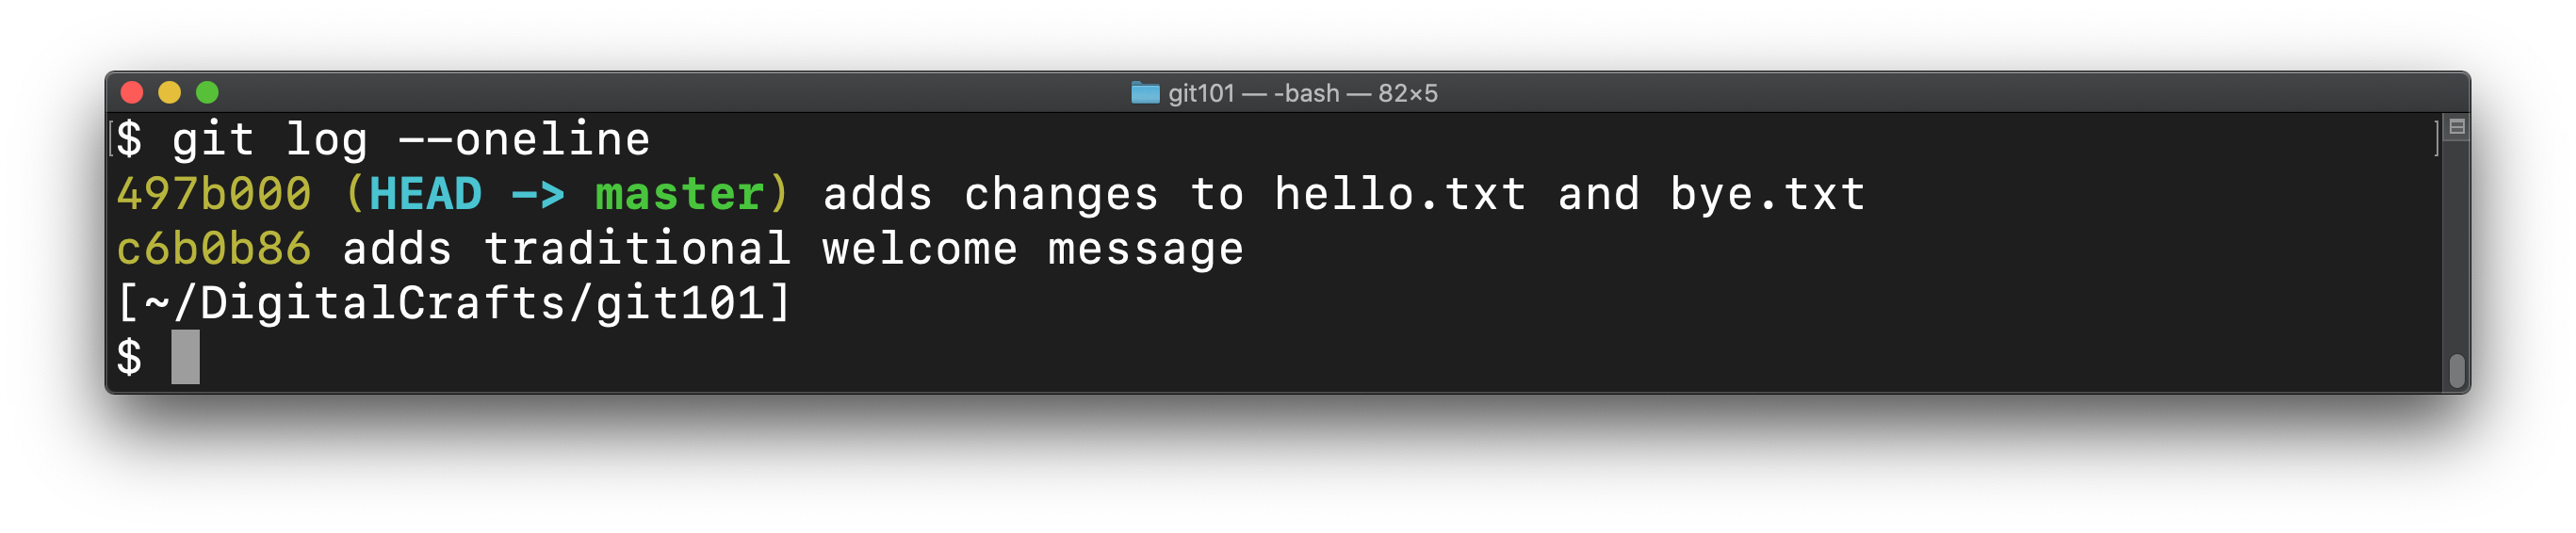 git101 — -bash — 82×5
[$ git log --oneline ]
497b000 (HEAD -> master) adds changes to hello.txt and bye.txt
c6b0b86 adds traditional welcome message
[~/DigitalCrafts/git101]
$